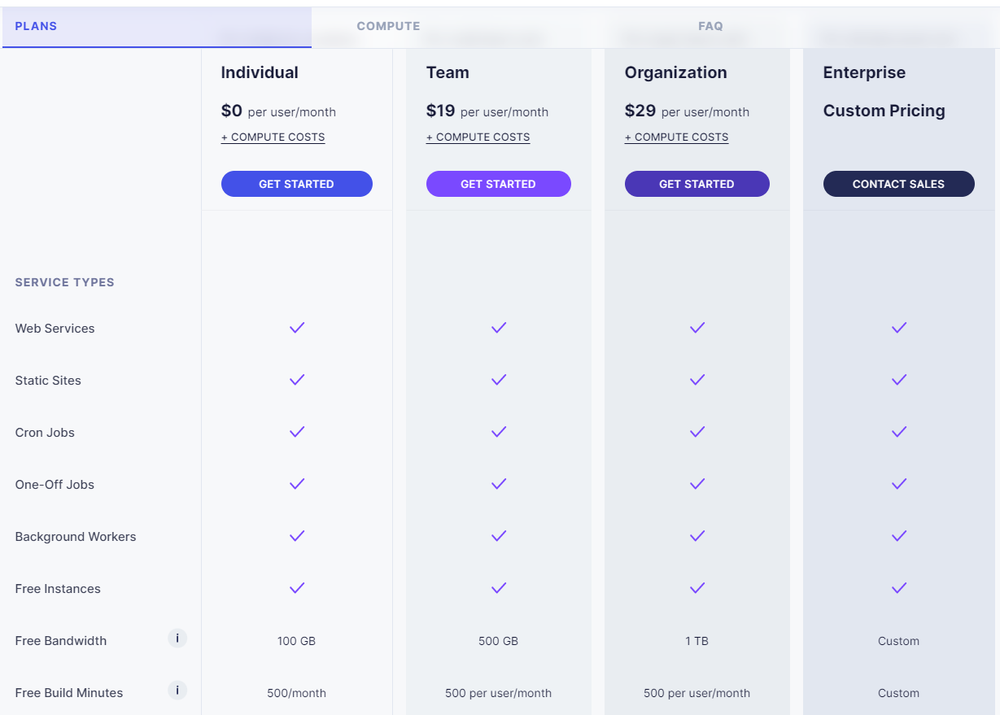 PLANS COMPUTE FAQ
Individual Team Organization Enterprise
$0 per user/month $19 per user/month $29 per user/month Custom Pricing
+ COMPUTE COSTS + COMPUTE COSTS + COMPUTE COSTS
GET STARTED GET STARTED GET STARTED CONTACT SALES
SERVICE TYPES
Web Services
Static Sites
Cron Jobs
One-Off Jobs
Background Workers
Free Instances
Free Bandwidth i 100 GB 500 GB 1 TB Custom
Free Build Minutes i 500/month 500 per user/month 500 per user/month Custom